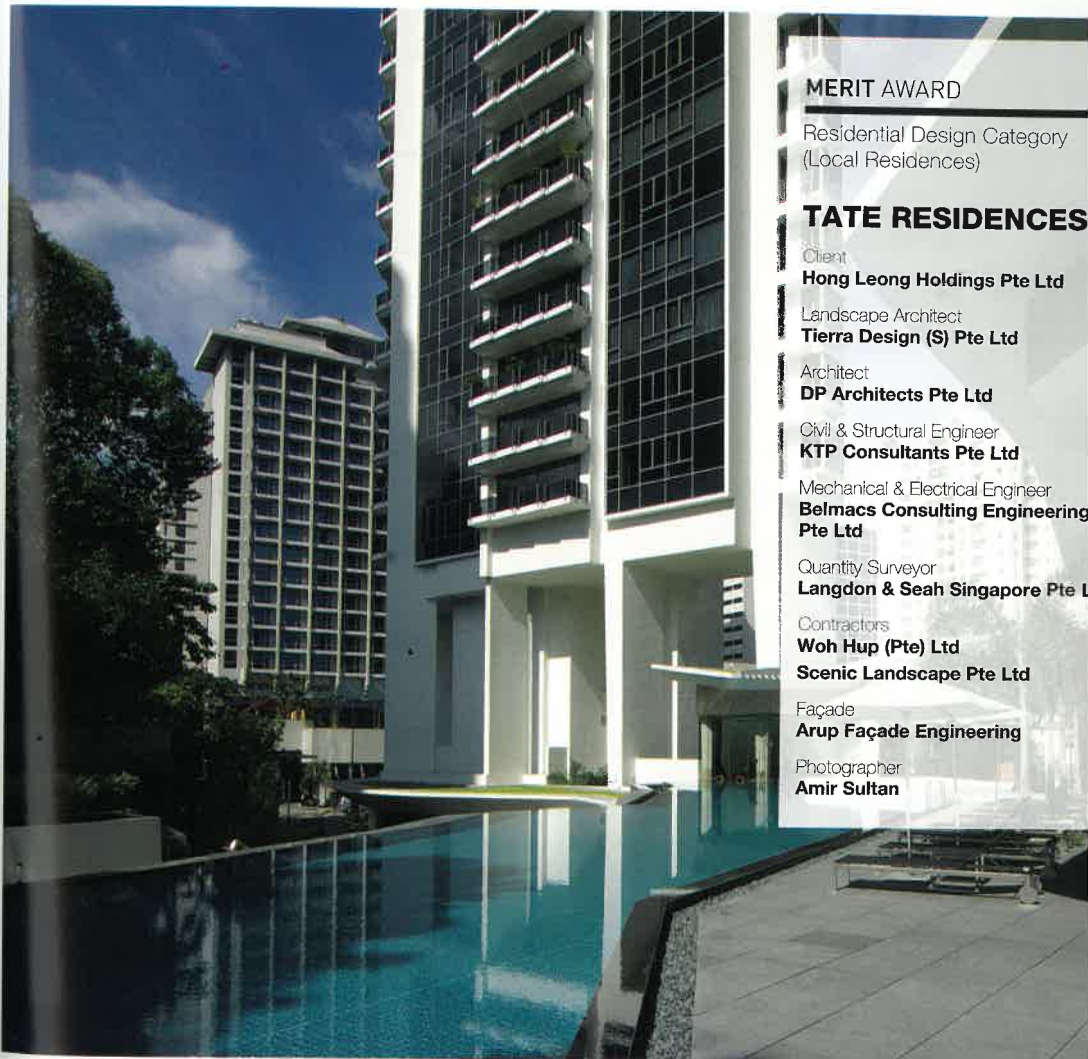 MERIT AWARD
Residential Design Category
(Local Residences)
TATE RESIDENCES
Client
Hong Leong Holdings Pte Ltd
Landscape Architect
Tierra Design (S) Pte Ltd
Architect
DP Architects Pte Ltd
Civil & Structural Engineer
KTP Consultants Pte Ltd
Mechanical & Electrical Engineer
Belmacs Consulting Engineering
Pte Ltd
Quantity Surveyor
Langdon & Seah Singapore Pte L
Contractors
Woh Hup (Pte) Ltd
Scenic Landscape Pte Ltd
Façade
Arup Façade Engineering
Photographer
Amir Sultan